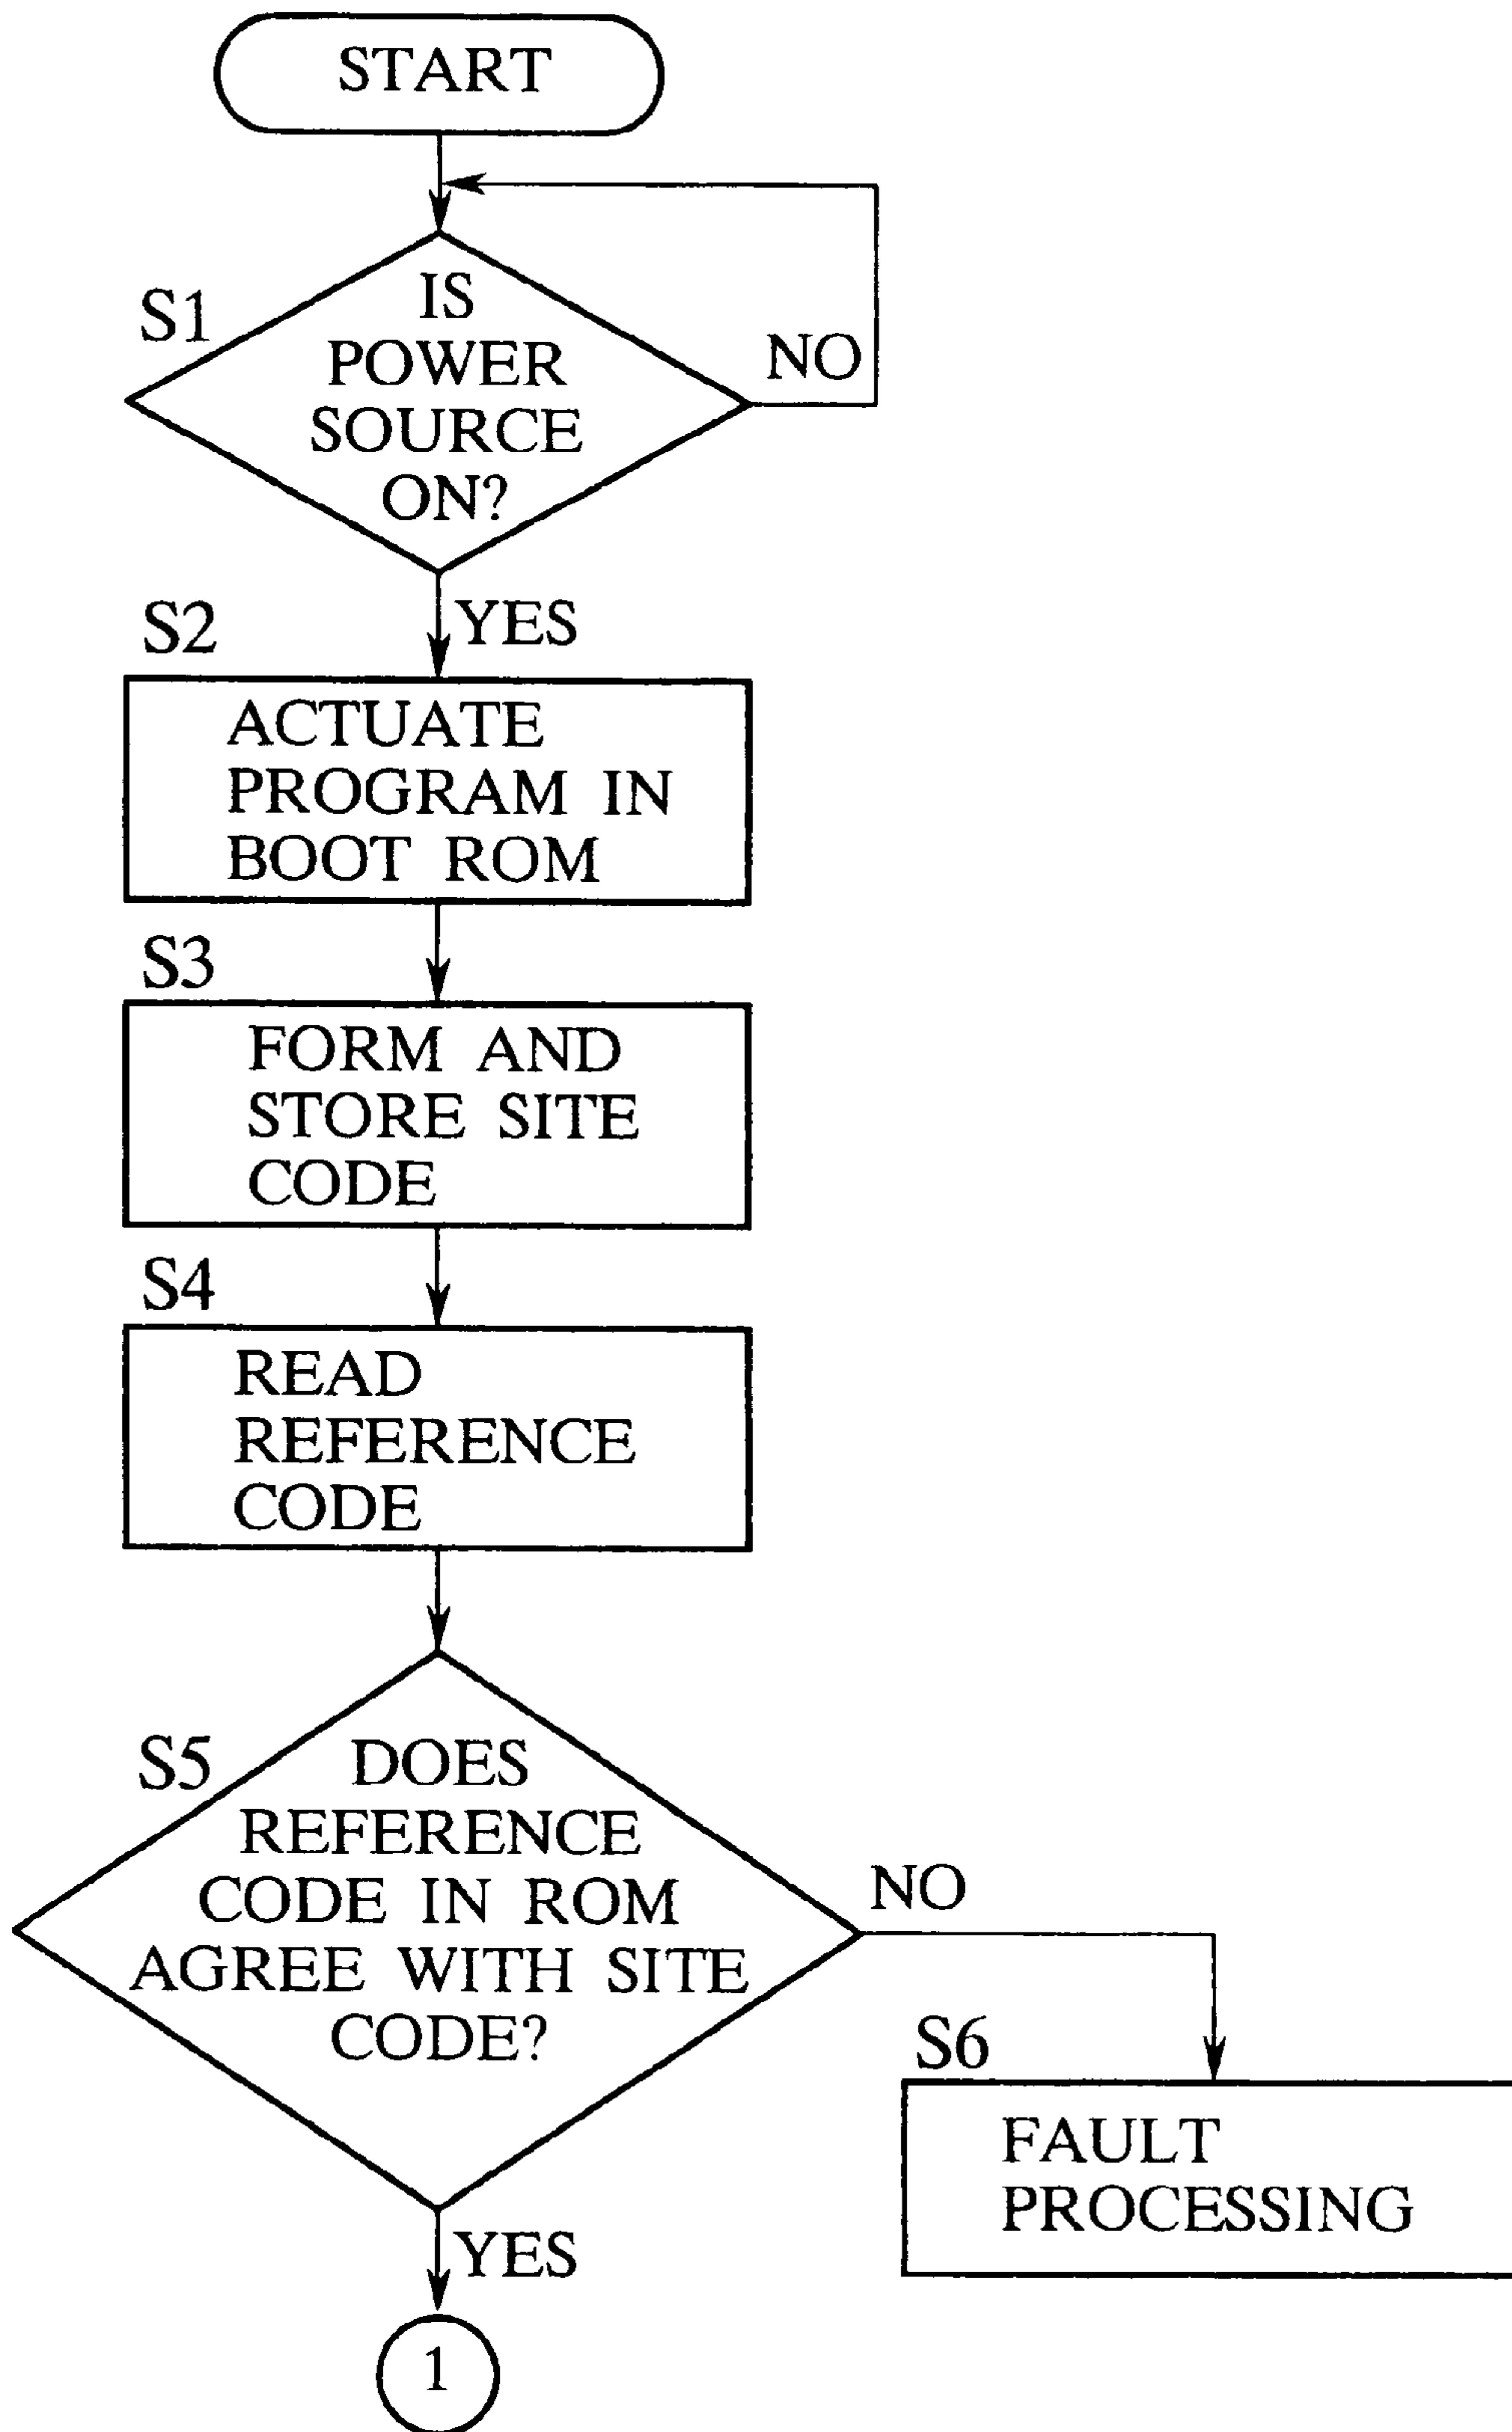 START
S1
IS
POWER
SOURCE
ON?
NO
YES
S2
ACTUATE
PROGRAM IN
BOOT ROM
S3
FORM AND
STORE SITE
CODE
S4
READ
REFERENCE
CODE
S5
DOES
REFERENCE
CODE IN ROM
AGREE WITH SITE
CODE?
NO
S6
FAULT
PROCESSING
YES
1